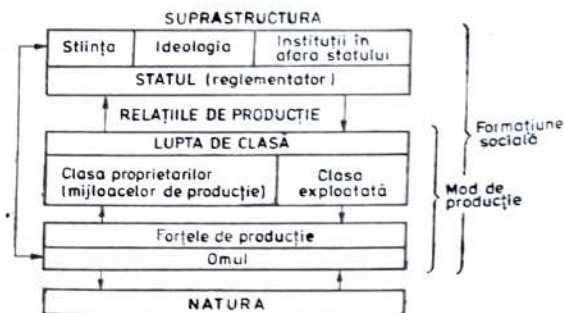 SUPRASTRUCTURA
Stiința
Ideologia
Instituții în
afara statului
STATUL (reglementator)
RELAȚIILE DE PRODUCȚIE
LUPTA DE CLASĂ
Clasa proprietarilor
(mijloacelor de producție)
Clasa
exploatată
Forțele de producție
Omul
NATURA
Formațiune
socială
Mod de
producție